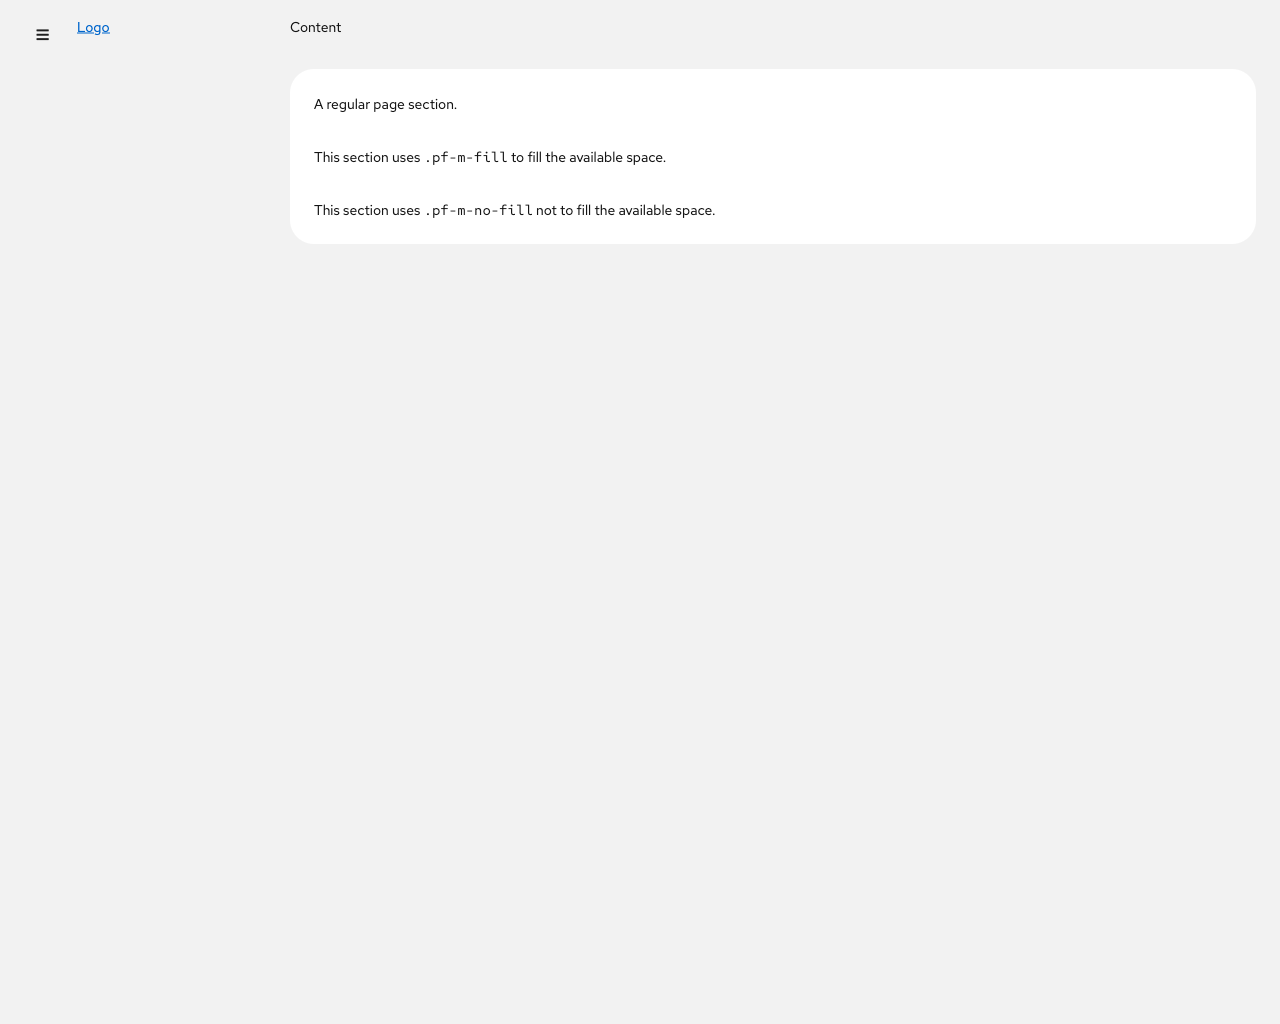 Logo
Content
A regular page section.
This section uses .pf-m-fill to fill the available space.
This section uses .pf-m-no-fill not to fill the available space.